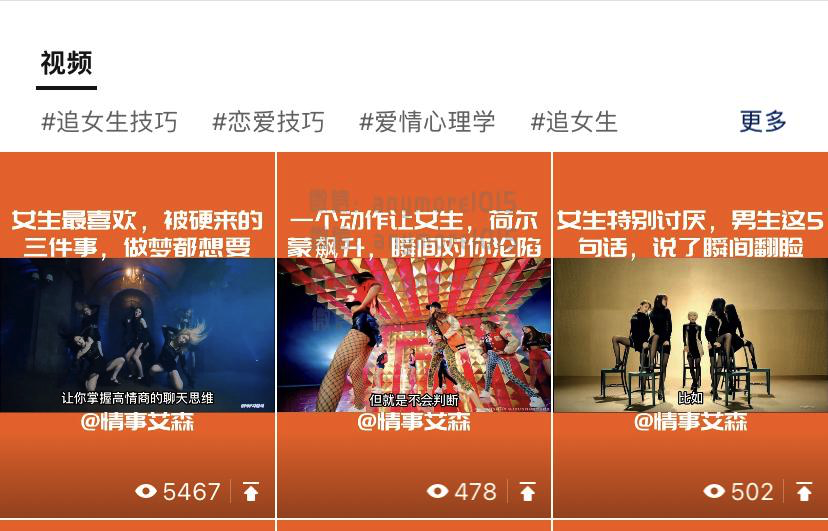 视频
#追女生技巧 #恋爱技巧 #爱情心理学 #追女生 更多
女生最喜欢，被硬来的
三件事，做梦都想要
让你掌握高情商的聊天思维
@情事艾森
5467
一个动作让女生，荷尔
蒙飙升，瞬间对你沦陷
但就是不会判断
@情事艾森
478
女生特别讨厌，男生这5
句话，说了瞬间翻脸
比如
@情事艾森
502
微信：anymore1015